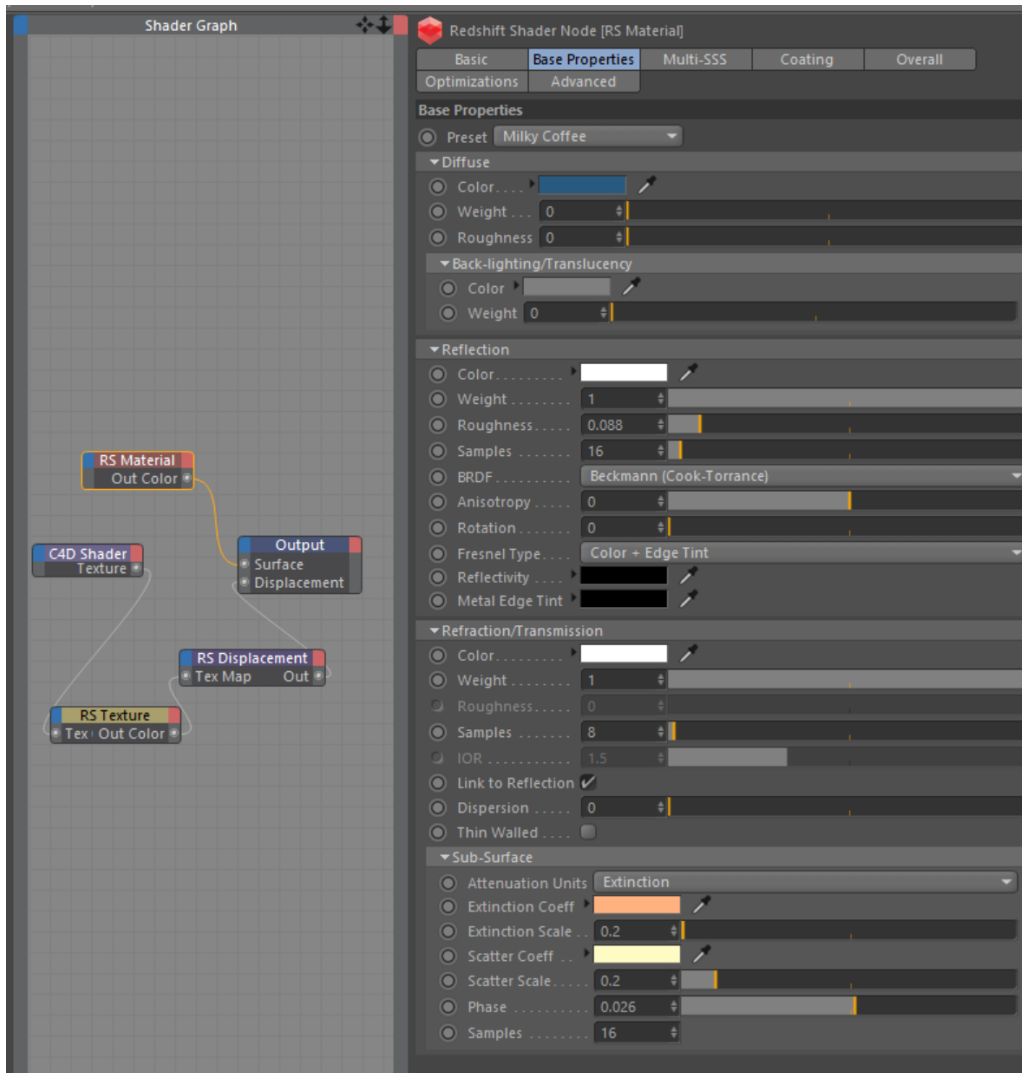 Shader Graph
RS Material
Out Color
C4D Shader
Texture
Output
Surface
Displacement
RS Displacement
Tex Map Out
RS Texture
Tex Out Color
Redshift Shader Node [RS Material]
Basic Base Properties Multi-SSS Coating Overall
Optimizations Advanced
Base Properties
Preset Milky Coffee
Diffuse
Color....
Weight... 0
Roughness 0
Back-lighting/Translucency
Color
Weight 0
Reflection
Color.........
Weight........ 1
Roughness..... 0.088
Samples ....... 16
BRDF.......... Beckmann (Cook-Torrance)
Anisotropy..... 0
Rotation....... 0
Fresnel Type.... Color + Edge Tint
Reflectivity ....
Metal Edge Tint
Refraction/Transmission
Color.........
Weight........ 1
Roughness..... 0
Samples ....... 8
IOR........... 1.5
Link to Reflection
Dispersion ..... 0
Thin Walled ....
Sub-Surface
Attenuation Units Extinction
Extinction Coeff
Extinction Scale .. 0.2
Scatter Coeff ..
Scatter Scale..... 0.2
Phase .......... 0.026
Samples ........ 16